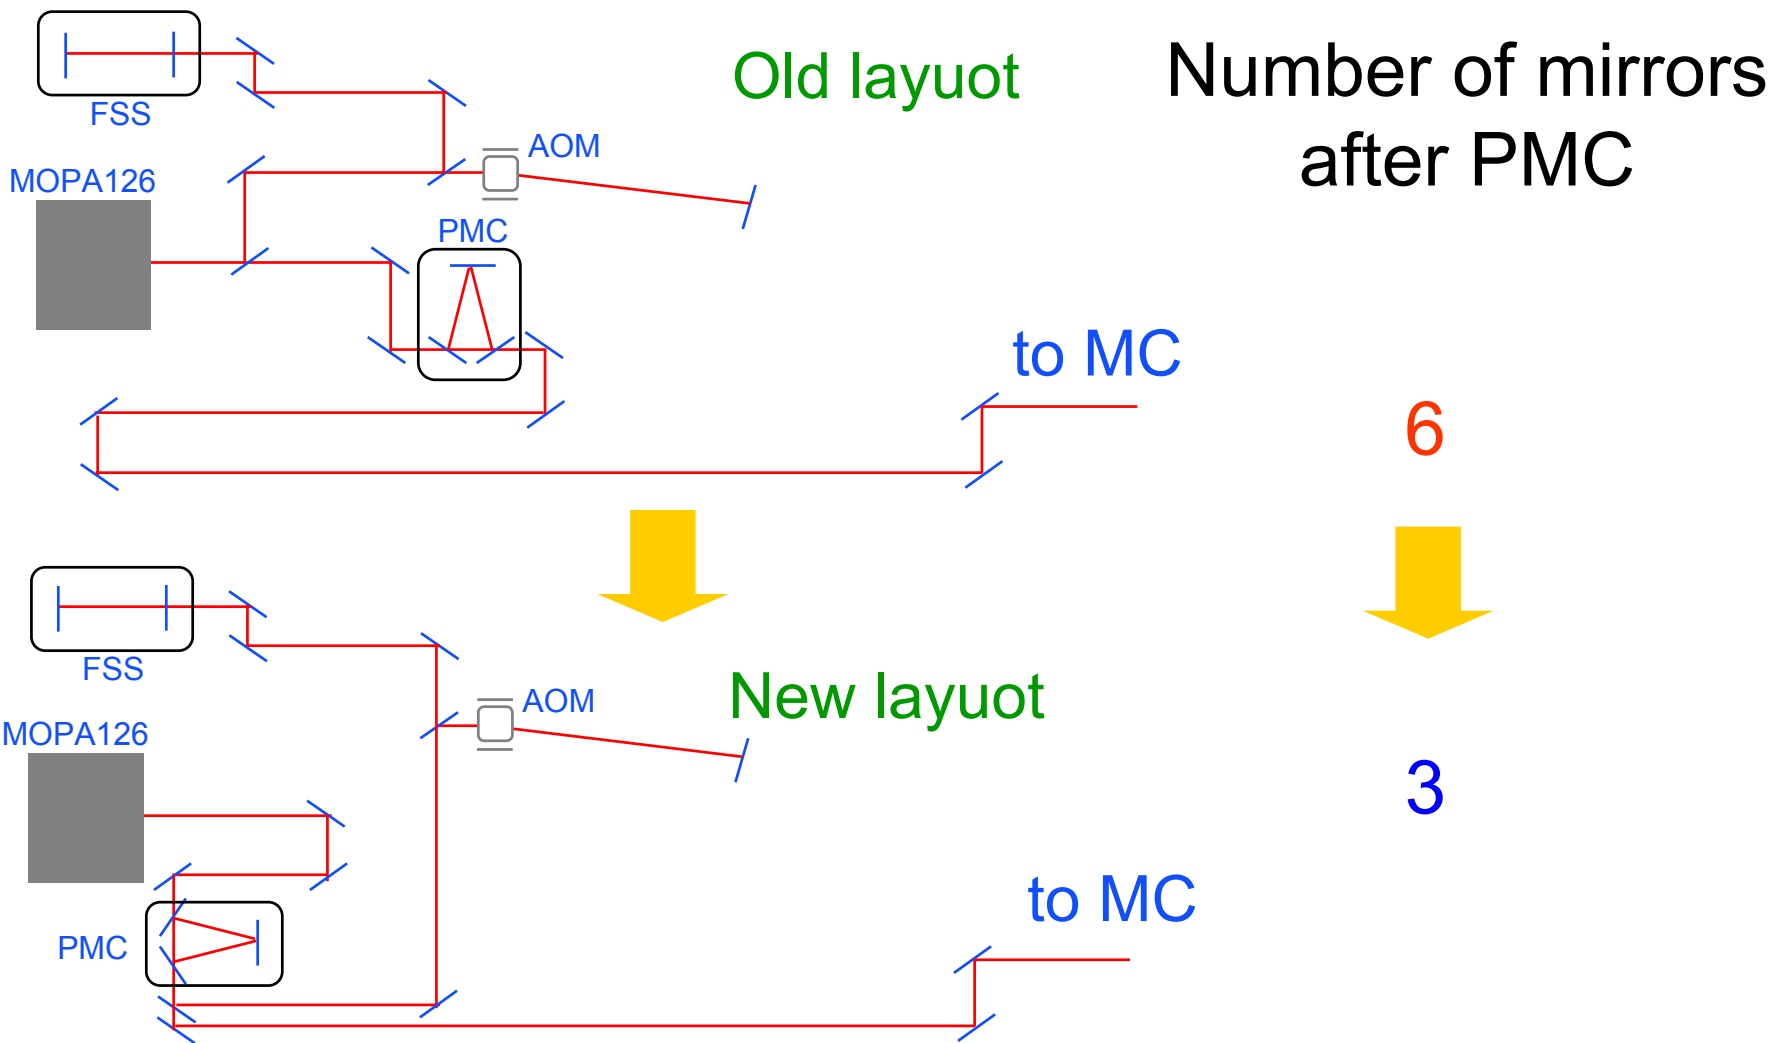 Old layuot
Number of mirrors
after PMC
FSS
AOM
MOPA126
PMC
to MC
6
FSS
AOM
New layuot
MOPA126
3
to MC
PMC